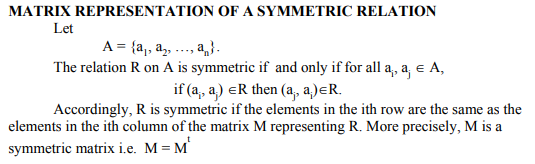 MATRIX REPRESENTATION OF A SYMMETRIC RELATION
Let
A = {a₁, a₂, …, aₙ}.
The relation R on A is symmetric if and only if for all aᵢ, aⱼ ∈ A,
if (aᵢ, aⱼ) ∈R then (aⱼ, aᵢ)∈R.
Accordingly, R is symmetric if the elements in the ith row are the same as the
elements in the ith column of the matrix M representing R. More precisely, M is a
symmetric matrix i.e. M = Mᵗ